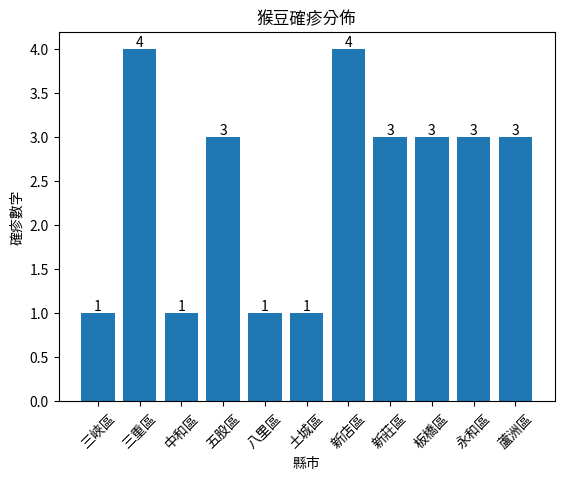 猴豆確疹分佈
確疹數字
4.0
3.5
3.0
2.5
2.0
1.5
1.0
0.5
0.0
1
4
1
3
1
1
4
3
3
3
3
三峽區
三重區
中和區
五股區
八里區
土城區
新店區
新莊區
板橋區
永和區
蘆洲區
縣市